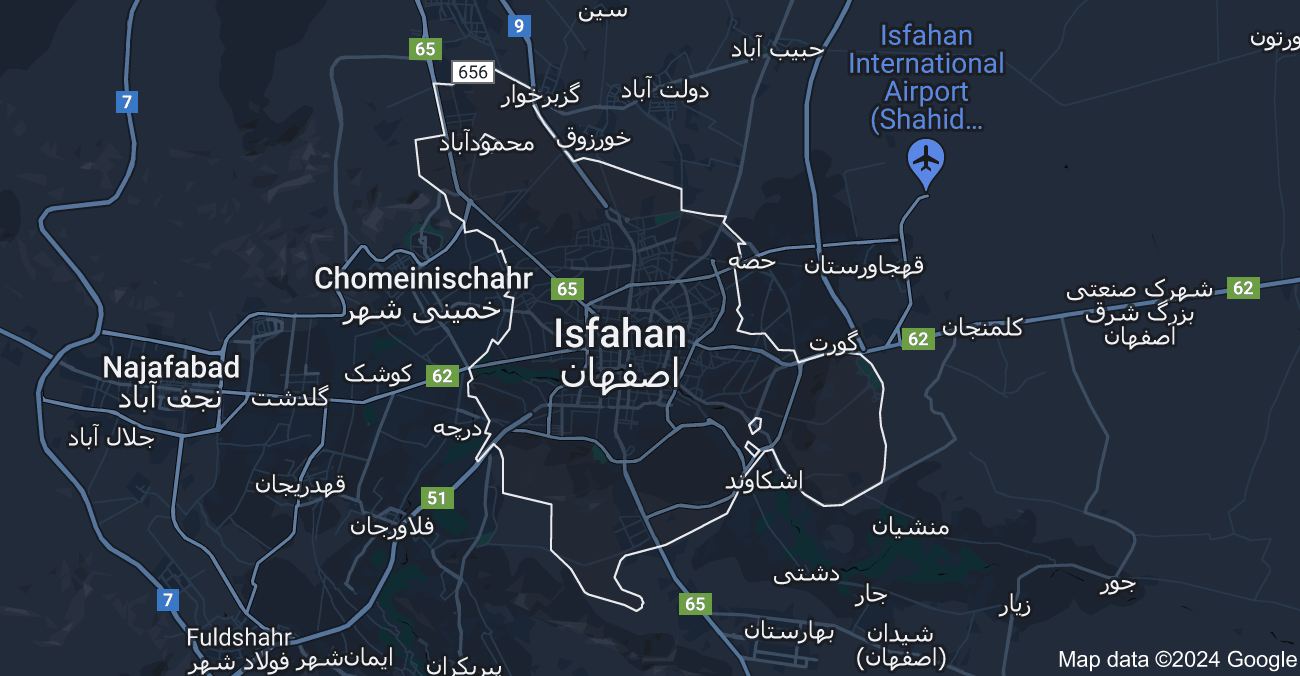 سین
9
65
حبیب آباد
Isfahan
International
Airport
(Shahid...
ورتون
656
گزبرخوار
دولت آباد
7
محمودآباد
خورزوق
حصه
قهجاورستان
Chomeinischahr
خمینی شهر
65
شهرک صنعتی
بزرگ شرق
اصفهان
62
Isfahan
اصفهان
گورت
62
کلمنجان
Najafabad
نجف آباد
کوشک
62
گلدشت
جلال آباد
درچه
قهدریجان
51
فلاورجان
اشکاوند
منشیان
دشتی
جار
زیار
جور
7
65
Fuldshahr
فولاد شهر
ایمان‌شهر
پیربکران
بهارستان
شیدان
(اصفهان)
Map data ©2024 Google